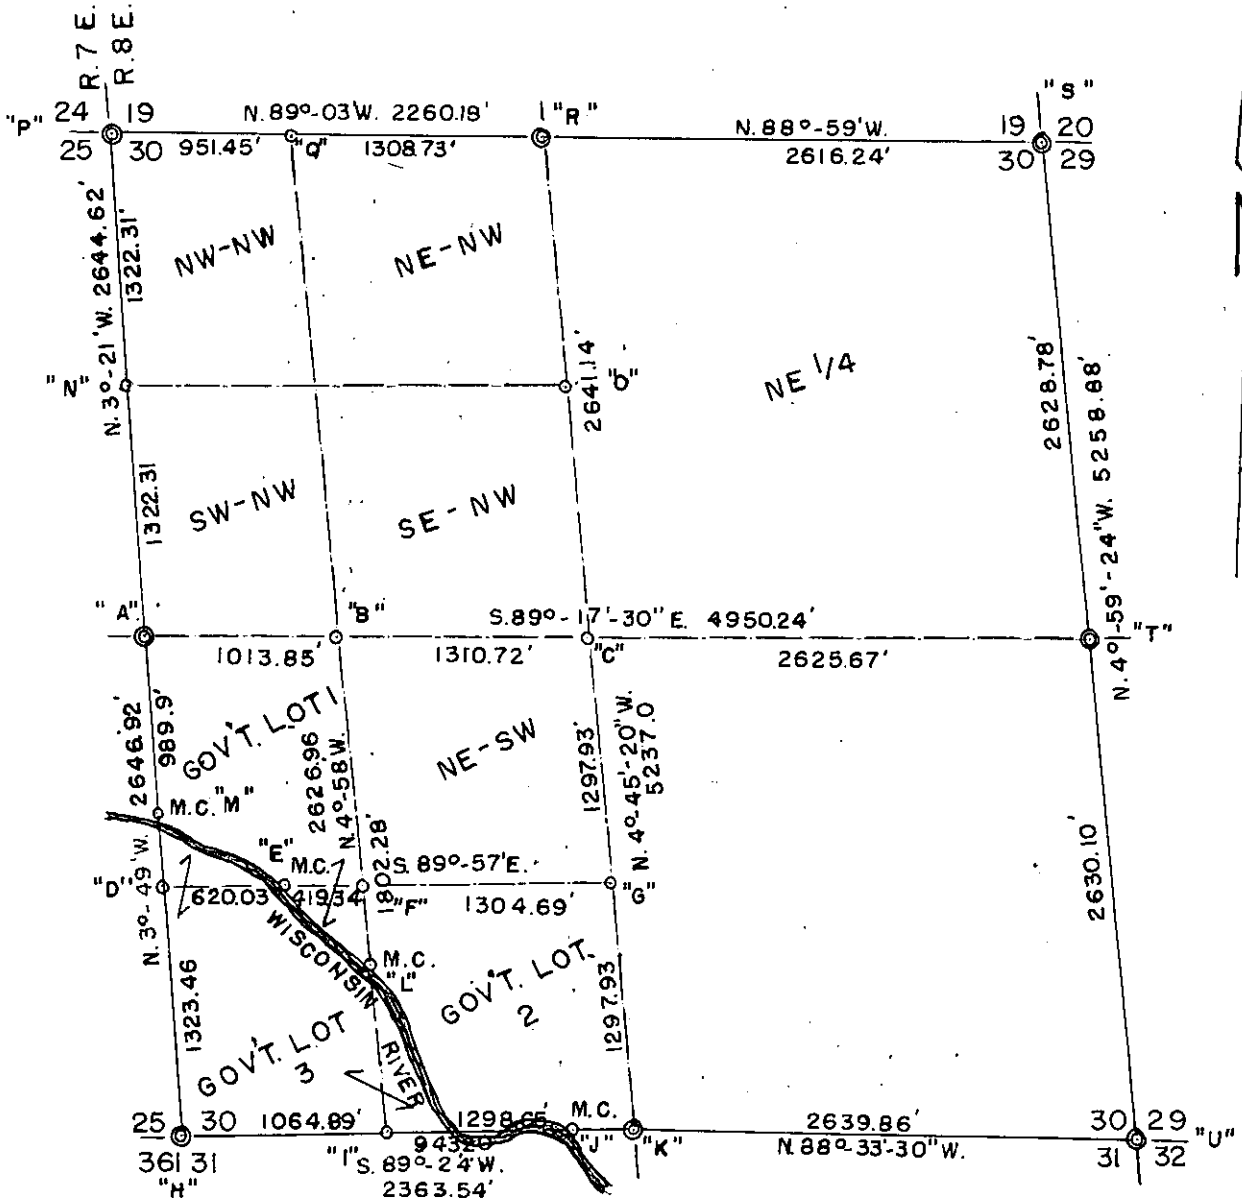 R. 7 E.
R. 8 E.
"P"
24 19
25 30
N. 89°-03'W. 2260.18'
951.45'
"Q"
1308.73'
"R"
N. 88°-59'W.
2616.24'
"S"
19 20
30 29
N. 3°-21'W. 2644.62'
1322.31'
NW-NW
NE-NW
2641.14'
NE 1/4
2628.78'
N. 4°-59'-24"W. 5258.88'
"N"
"O"
1322.31
SW-NW
SE-NW
"A"
"B"
S. 89°-17'-30" E. 4950.24'
1013.85'
1310.72'
"C"
2625.67'
"T"
N. 3°-49'W. 2646.92'
989.9'
GOV'T. LOT 1
2626.96'
N. 4°-58'W.
NE-SW
1297.93'
N. 4°-45'-20" W.
5237.0
M.C. "M"
"E"
M.C.
1802.28'
S. 89°-57'E.
"D"
620.03
419.34
"F"
1304.69'
"G"
2630.10'
WISCONSIN
RIVER
M.C.
"L"
GOV'T. LOT
2
1297.93
1323.46
GOV'T. LOT
3
25 30
36 31
"H"
1064.89'
1298.65'
M.C.
2639.86'
30 29
31 32
"U"
"I"
943.20
"J"
"K"
N. 88°-33'-30"W.
S. 89°-24'W.
2363.54'